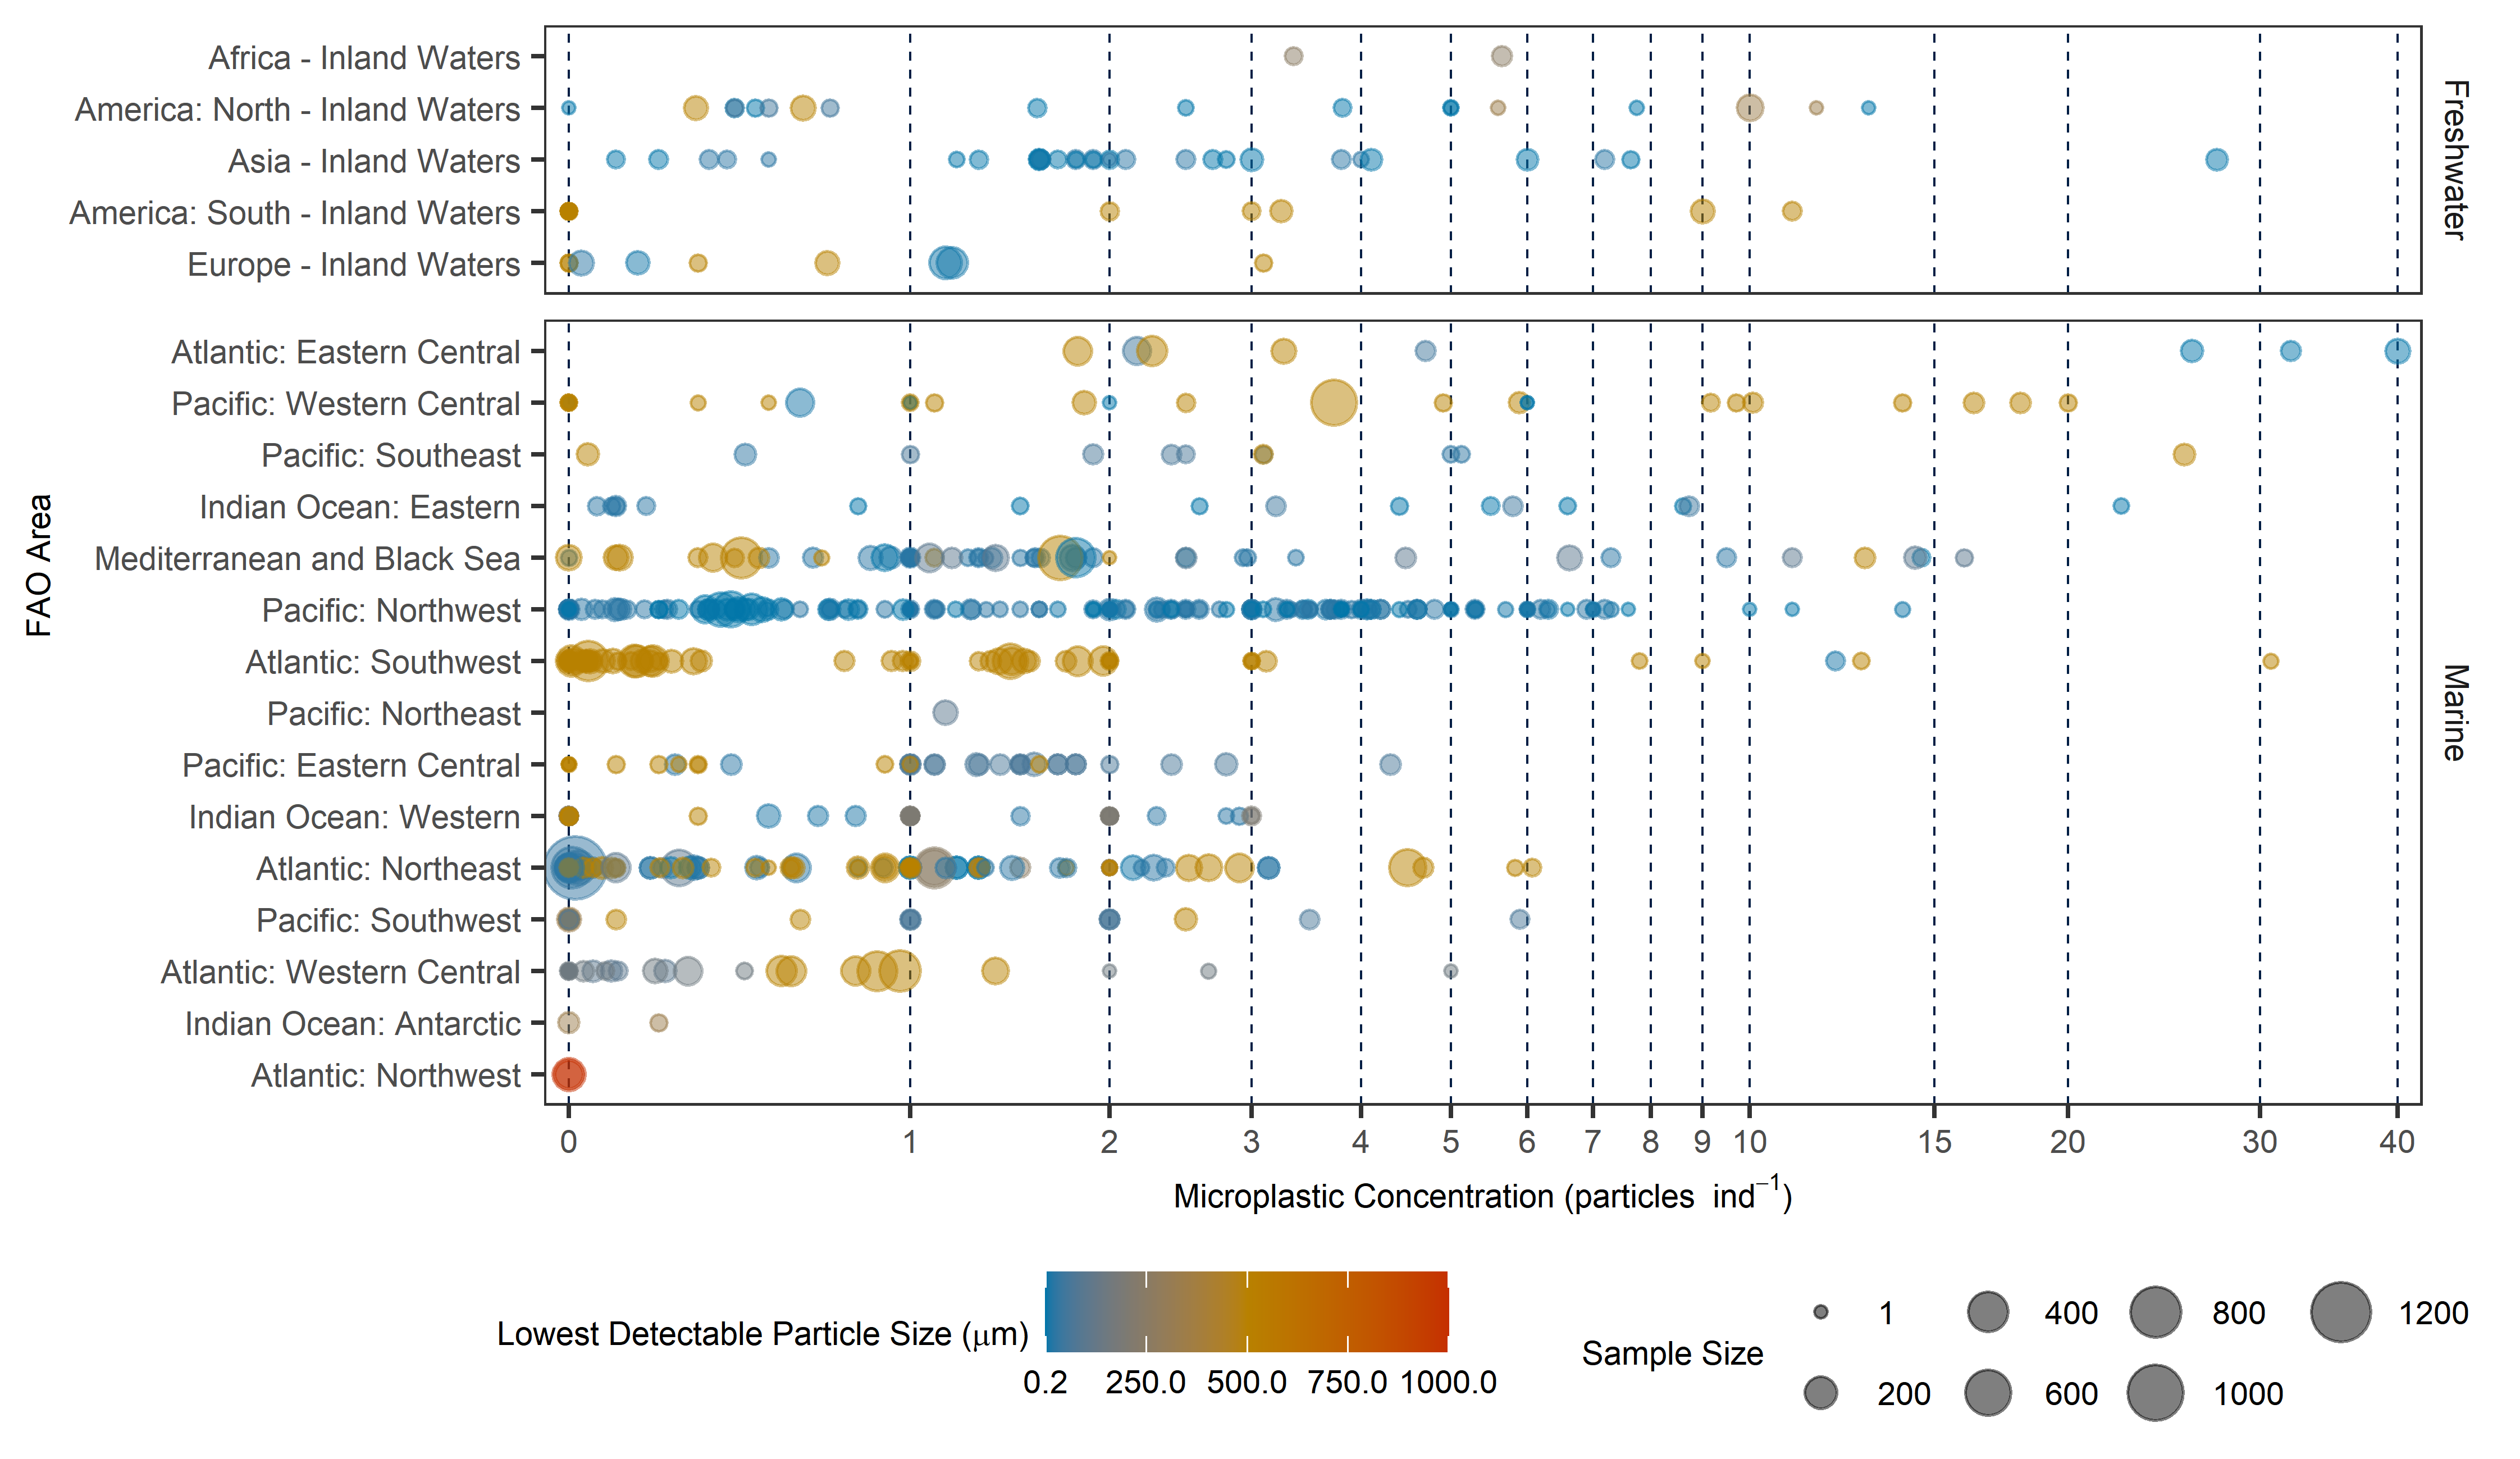 Africa - Inland Waters
America: North - Inland Waters
Asia - Inland Waters
America: South - Inland Waters
Europe - Inland Waters
Freshwater
Atlantic: Eastern Central
Pacific: Western Central
Pacific: Southeast
Indian Ocean: Eastern
Mediterranean and Black Sea
Pacific: Northwest
Atlantic: Southwest
Pacific: Northeast
Pacific: Eastern Central
Indian Ocean: Western
Atlantic: Northeast
Pacific: Southwest
Atlantic: Western Central
Indian Ocean: Antarctic
Atlantic: Northwest
Marine
FAO Area
0 1 2 3 4 5 6 7 8 9 10 15 20 30 40
Microplastic Concentration (particles ind⁻¹)
Lowest Detectable Particle Size (μm)
0.2 250.0 500.0 750.0 1000.0
Sample Size
1 400 800 1200
200 600 1000